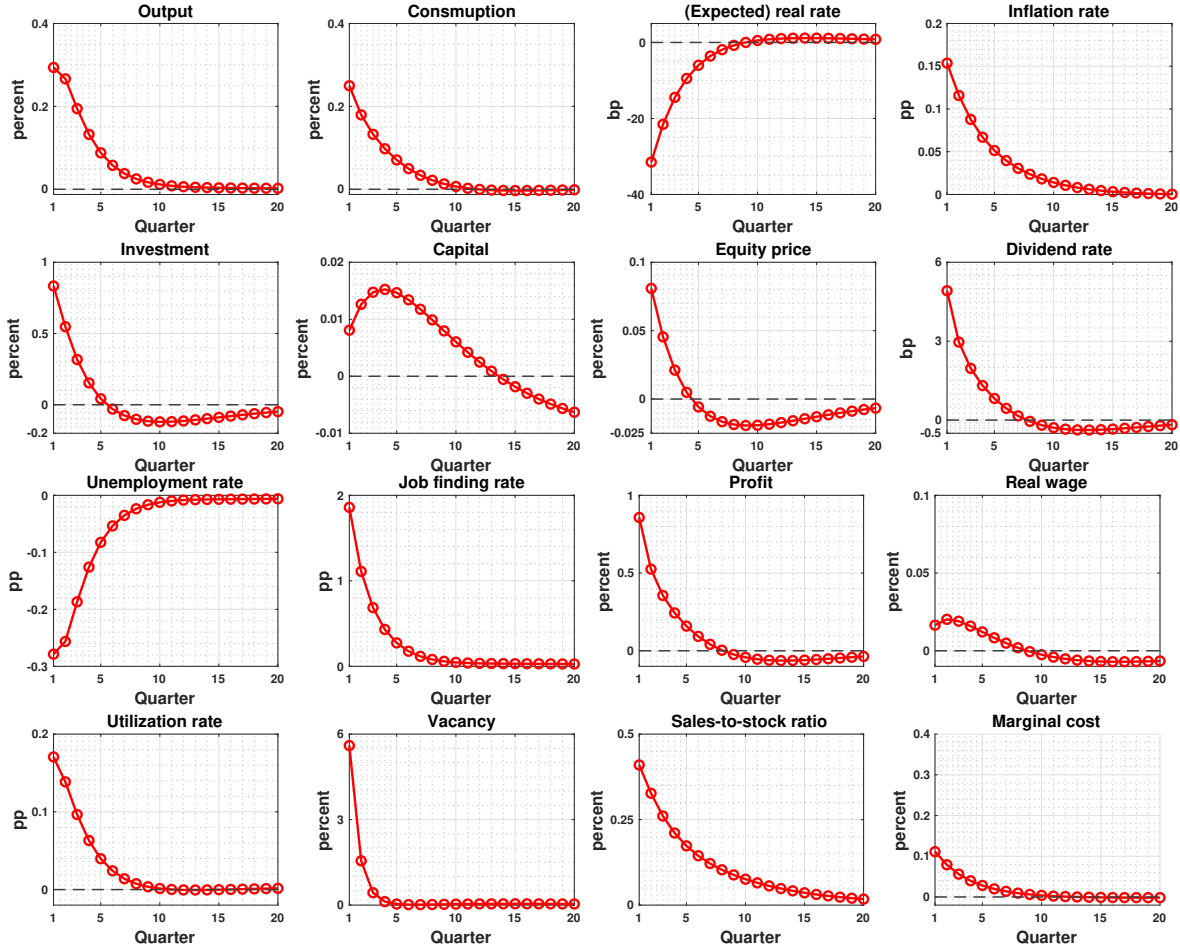 Output
percent
0.4
0.2
0
1
5
10
15
20
Quarter
Consmuption
percent
0.4
0.2
0
1
5
10
15
20
Quarter
(Expected) real rate
bp
0
-20
-40
1
5
10
15
20
Quarter
Inflation rate
pp
0.2
0.15
0.1
0.05
0
1
5
10
15
20
Quarter
Investment
percent
1
0.5
0
-0.2
1
5
10
15
20
Quarter
Capital
percent
0.02
0.01
0
-0.01
1
5
10
15
20
Quarter
Equity price
percent
0.1
0.05
0
-0.025
1
5
10
15
20
Quarter
Dividend rate
bp
6
3
0
-0.5
1
5
10
15
20
Quarter
Unemployment rate
pp
0
-0.1
-0.2
-0.3
1
5
10
15
20
Quarter
Job finding rate
pp
2
1
0
1
5
10
15
20
Quarter
Profit
percent
1
0.5
0
1
5
10
15
20
Quarter
Real wage
percent
0.1
0
1
5
10
15
20
Quarter
Utilization rate
pp
0.2
0.1
0
1
5
10
15
20
Quarter
Vacancy
percent
6
3
0
1
5
10
15
20
Quarter
Sales-to-stock ratio
percent
0.5
0.25
0
1
5
10
15
20
Quarter
Marginal cost
percent
0.4
0.3
0.2
0.1
0
1
5
10
15
20
Quarter